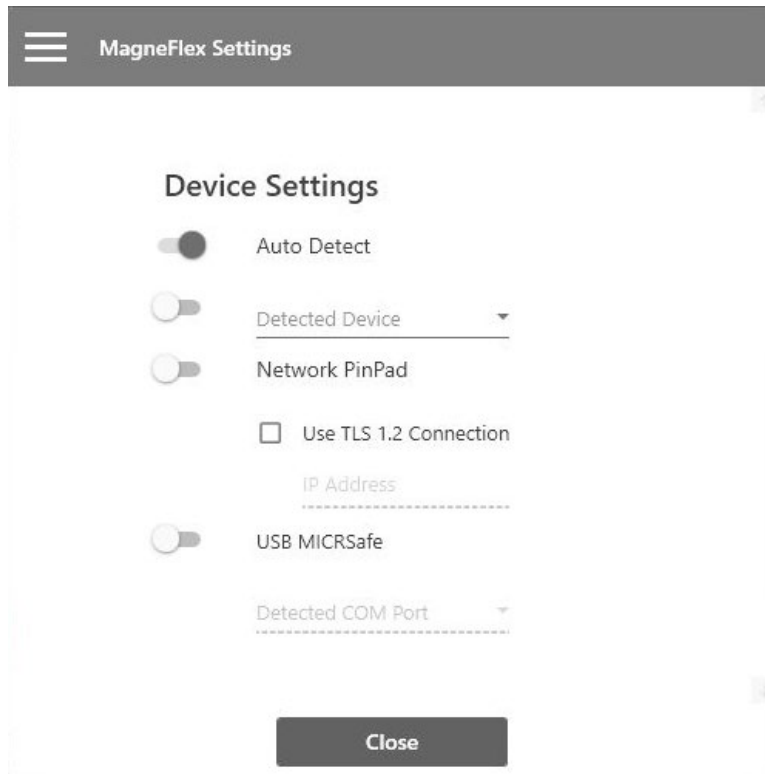 MagneFlex Settings
Device Settings
Auto Detect
Detected Device
Network PinPad
Use TLS 1.2 Connection
IP Address
USB MICRSafe
Detected COM Port
Close